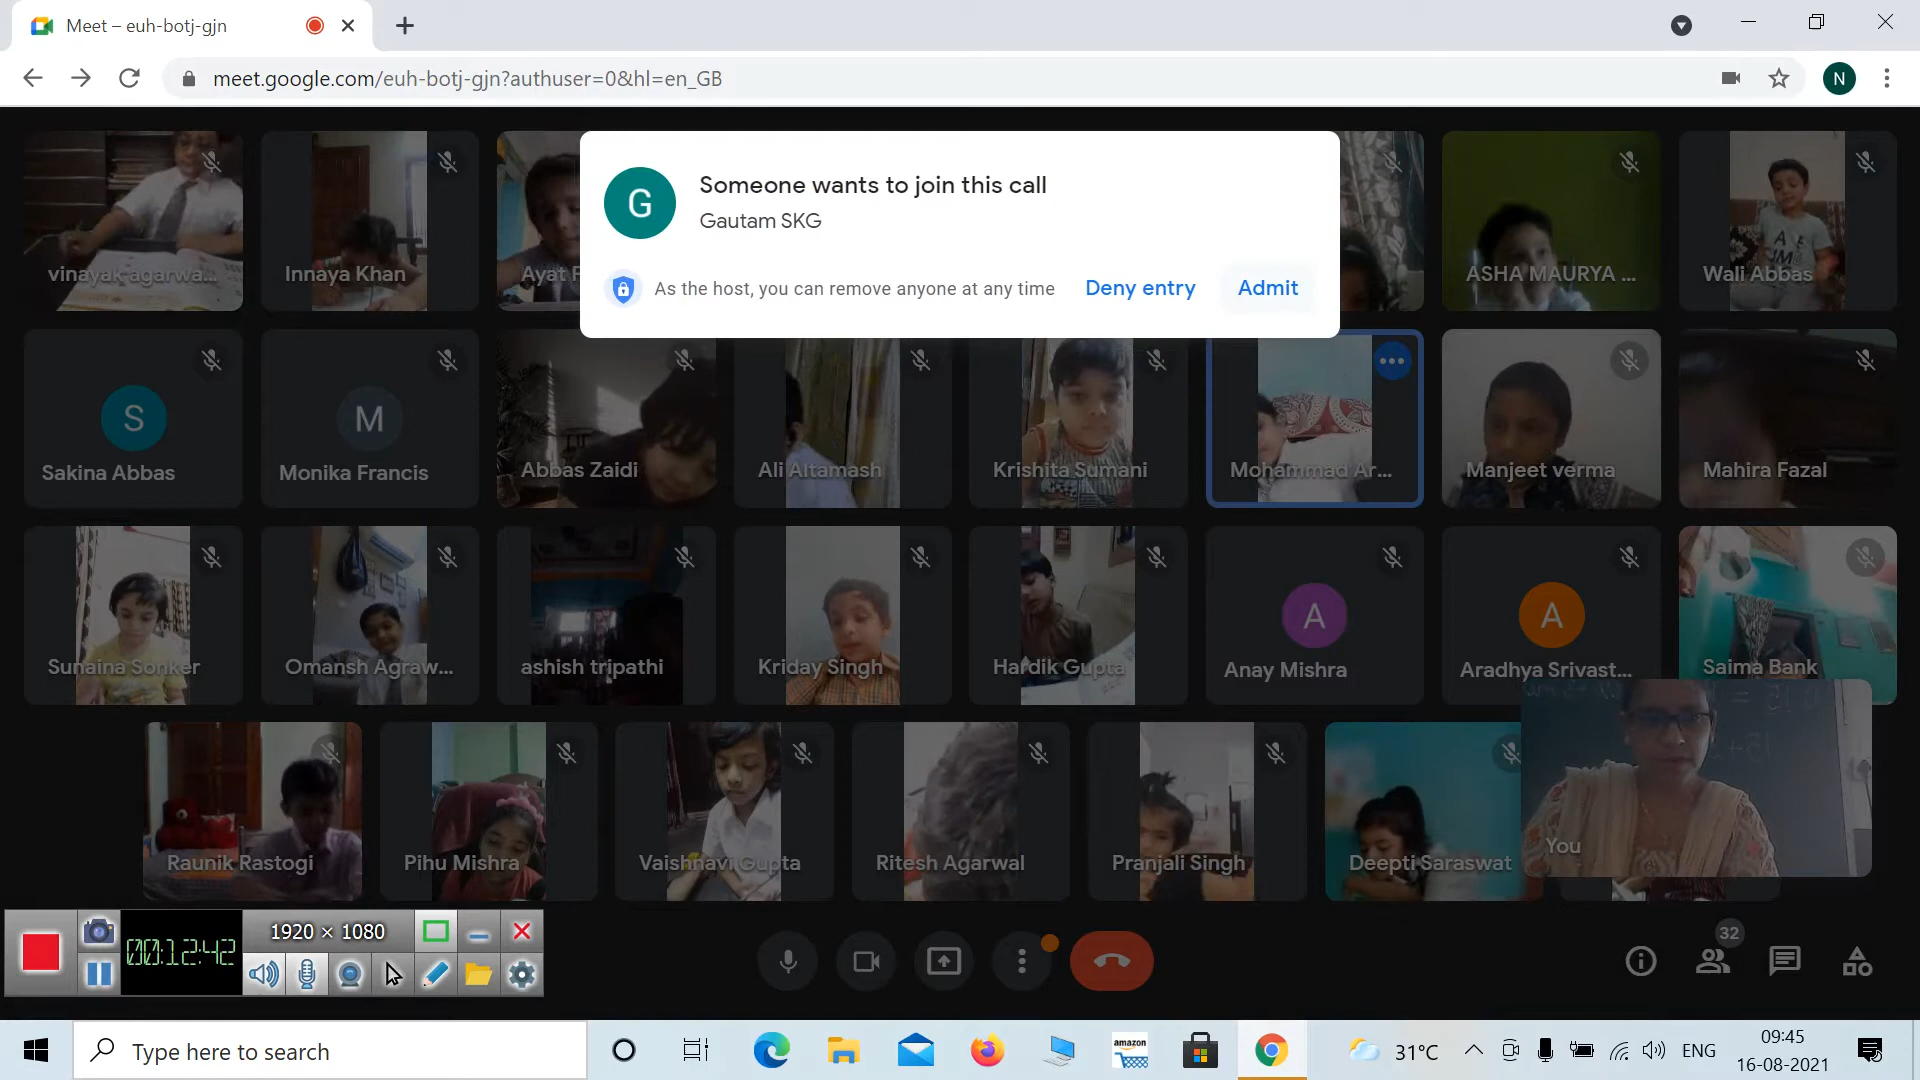 Meet – euh-botj-gjn
meet.google.com/euh-botj-gjn?authuser=0&hl=en_GB
N
G
Someone wants to join this call
Gautam SKG
As the host, you can remove anyone at any time
Deny entry
Admit
vinayak agarwa...
Innaya Khan
Ayat
ASHA MAURYA ...
Wali Abbas
S
Sakina Abbas
M
Monika Francis
Abbas Zaidi
Ali Altamash
Krishita Sumani
Mohammad Ar...
Manjeet verma
Mahira Fazal
Sunaina Sonker
Omansh Agraw...
ashish tripathi
Kriday Singh
Hardik Gupta
A
Anay Mishra
A
Aradhya Srivast...
Saima Bank
Raunik Rastogi
Pihu Mishra
Vaishnavi Gupta
Ritesh Agarwal
Pranjali Singh
Deepti Saraswat
You
00:12:42
1920 × 1080
32
Type here to search
amazon
31°C
ENG
09:45
16-08-2021